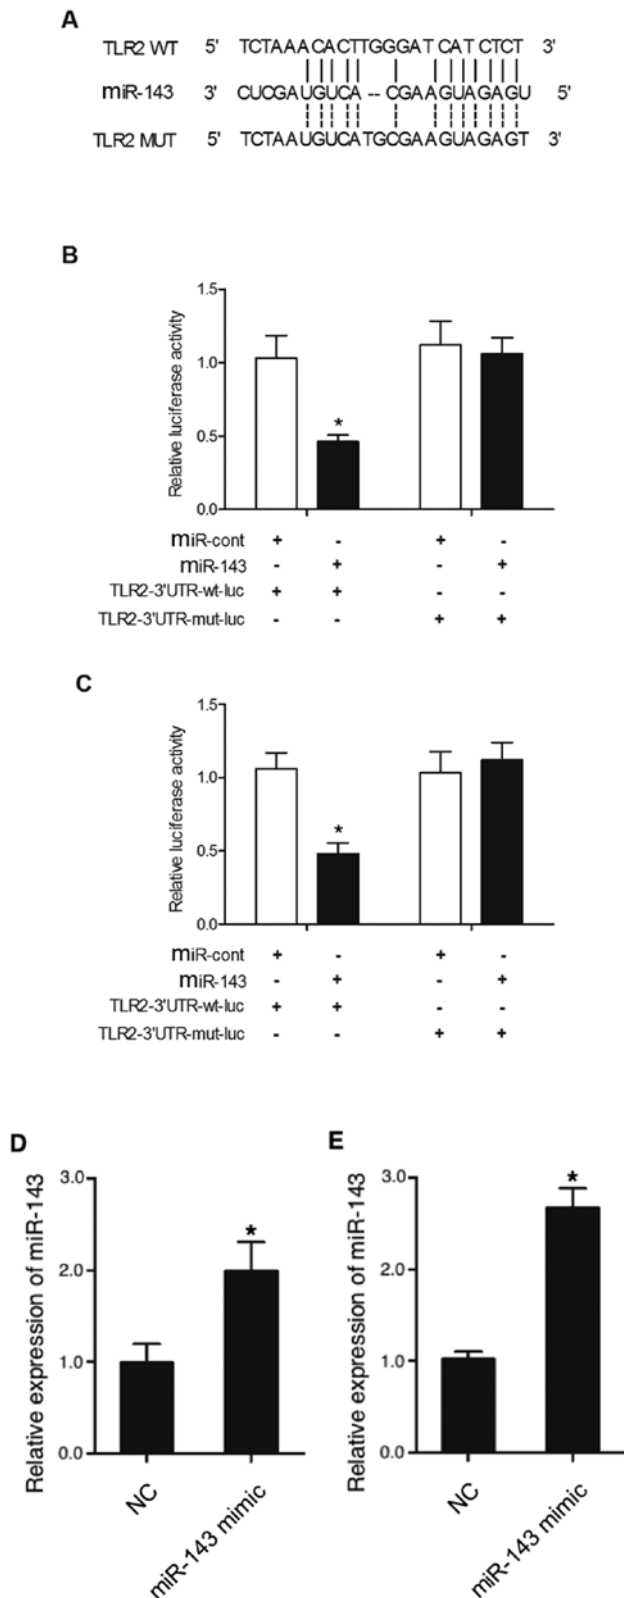 A
TLR2 WT 5' TCTAAACACTTGGGATCATCTCT 3'
miR-143 3' CUCGAUGUCA -- CGAAGUAGAGU 5'
TLR2 MUT 5' TCTAAUGUCATGCGAAGUAGAGT 3'
B
Relative luciferase activity
1.5
1.0
0.5
0.0
*
miR-cont + - + -
miR-143 - + - +
TLR2-3'UTR-wt-luc + + - -
TLR2-3'UTR-mut-luc - - + +
C
Relative luciferase activity
1.5
1.0
0.5
0.0
*
miR-cont + - + -
miR-143 - + - +
TLR2-3'UTR-wt-luc + + - -
TLR2-3'UTR-mut-luc - - + +
D
Relative expression of miR-143
3.0
2.0
1.0
0.0
*
NC
miR-143 mimic
E
Relative expression of miR-143
3.0
2.0
1.0
0.0
*
NC
miR-143 mimic